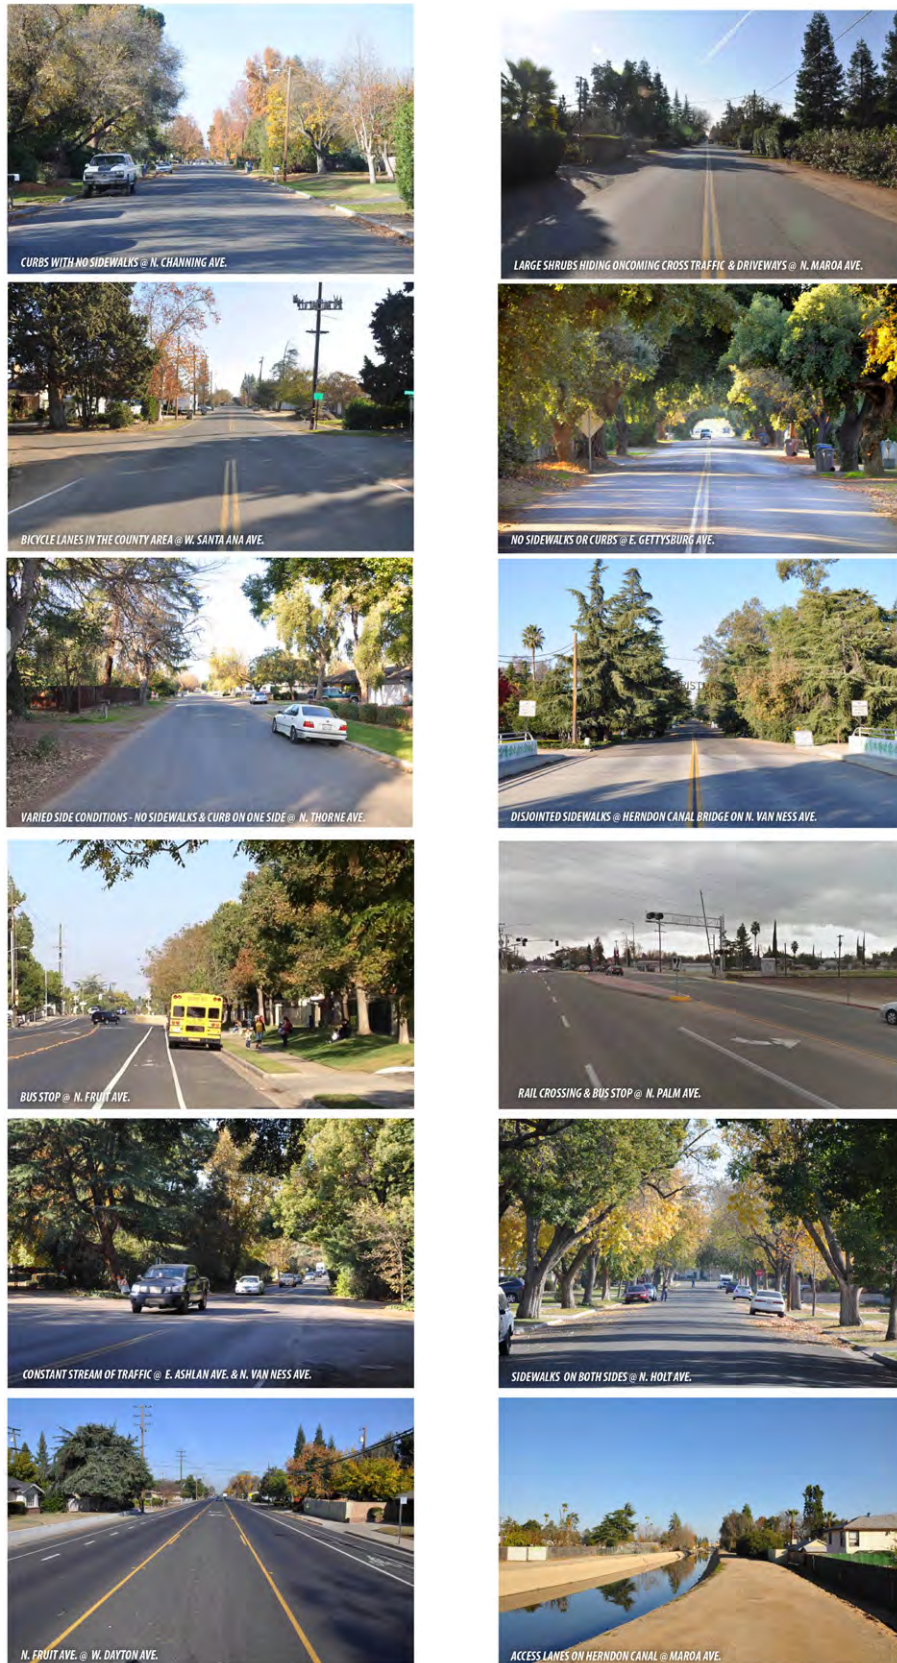 CURBS WITH NO SIDEWALKS @ N. CHANNING AVE.
LARGE SHRUBS HIDING ONCOMING CROSS TRAFFIC & DRIVEWAYS @ N. MAROA AVE.
BICYCLE LANES IN THE COUNTY AREA @ W. SANTA ANA AVE.
NO SIDEWALKS OR CURBS @ E. GETTYSBURG AVE.
VARIED SIDE CONDITIONS - NO SIDEWALKS & CURB ON ONE SIDE @ N. THORNE AVE.
DISJOINTED SIDEWALKS @ HERNDON CANAL BRIDGE ON N. VAN NESS AVE.
BUS STOP @ N. FRUIT AVE.
RAIL CROSSING & BUS STOP @ N. PALM AVE.
CONSTANT STREAM OF TRAFFIC @ E. ASHLAN AVE. & N. VAN NESS AVE.
SIDEWALKS ON BOTH SIDES @ N. HOLT AVE.
N. FRUIT AVE. @ W. DAYTON AVE.
ACCESS LANES ON HERNDON CANAL @ MAROA AVE.